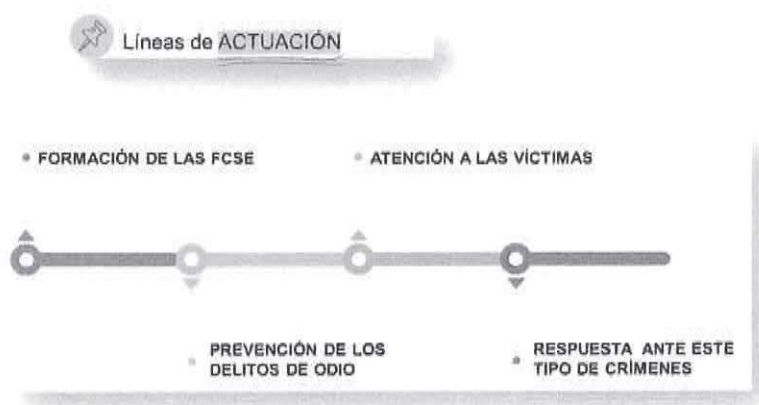 Líneas de ACTUACIÓN
FORMACIÓN DE LAS FCSE
ATENCIÓN A LAS VÍCTIMAS
PREVENCIÓN DE LOS
DELITOS DE ODIO
RESPUESTA ANTE ESTE
TIPO DE CRÍMENES